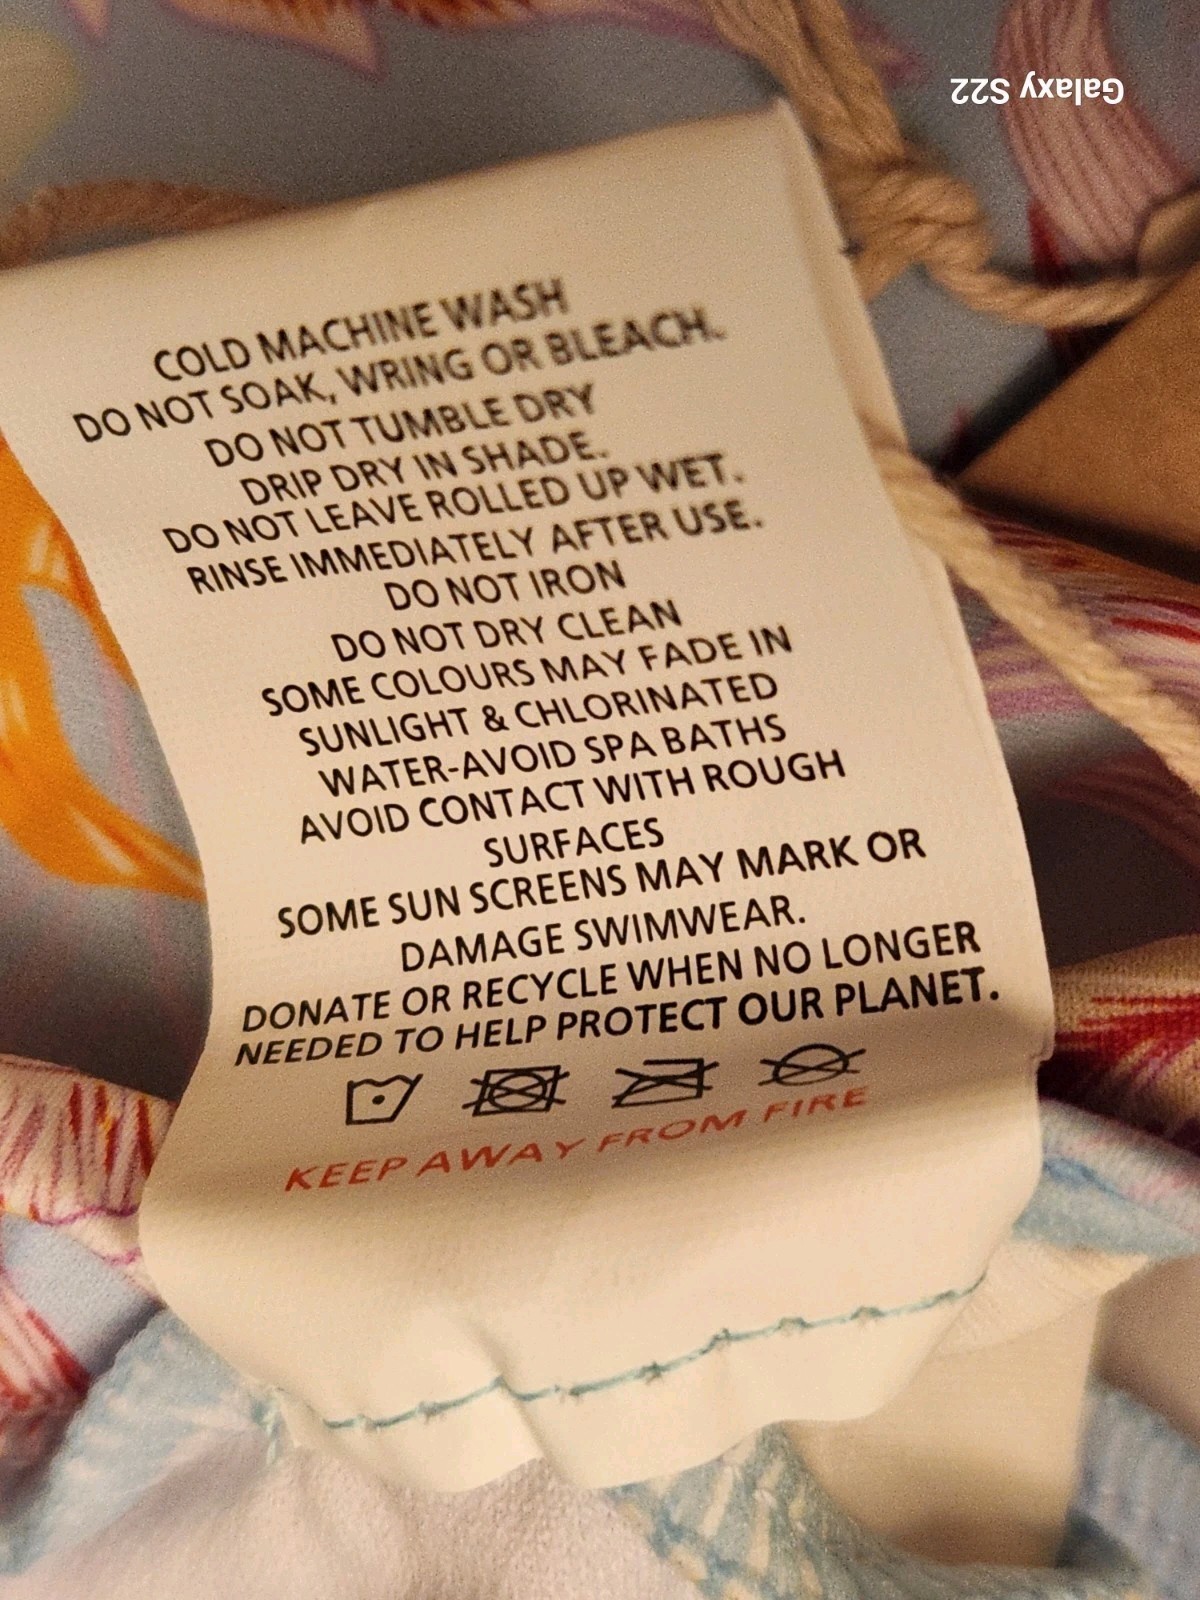 Galaxy S22
COLD MACHINE WASH
DO NOT SOAK, WRING OR BLEACH.
DO NOT TUMBLE DRY
DRIP DRY IN SHADE.
DO NOT LEAVE ROLLED UP WET.
RINSE IMMEDIATELY AFTER USE.
DO NOT IRON
DO NOT DRY CLEAN
SOME COLOURS MAY FADE IN
SUNLIGHT & CHLORINATED
WATER-AVOID SPA BATHS
AVOID CONTACT WITH ROUGH
SURFACES
SOME SUN SCREENS MAY MARK OR
DAMAGE SWIMWEAR.
DONATE OR RECYCLE WHEN NO LONGER
NEEDED TO HELP PROTECT OUR PLANET.
KEEP AWAY FROM FIRE